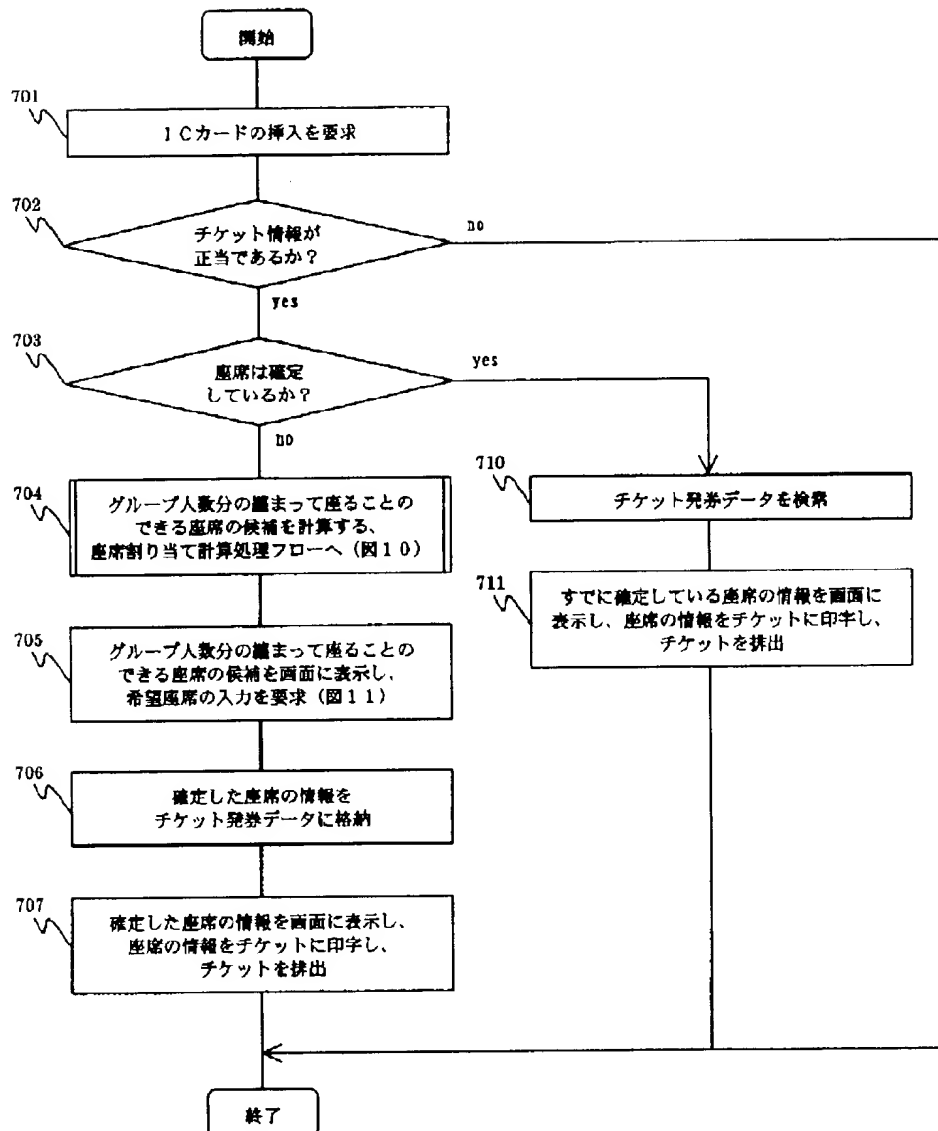 開始
701
ICカードの挿入を要求
702
チケット情報が
正当であるか?
no
yes
703
座席は確定
しているか?
yes
no
704
グループ人数分の纏まって座ることの
できる座席の候補を計算する、
座席割り当て計算処理フローへ(図10)
705
グループ人数分の纏まって座ることの
できる座席の候補を画面に表示し、
希望座席の入力を要求(図11)
706
確定した座席の情報を
チケット発券データに格納
707
確定した座席の情報を画面に表示し、
座席の情報をチケットに印字し、
チケットを排出
710
チケット発券データを検索
711
すでに確定している座席の情報を画面に
表示し、座席の情報をチケットに印字し、
チケットを排出
終了